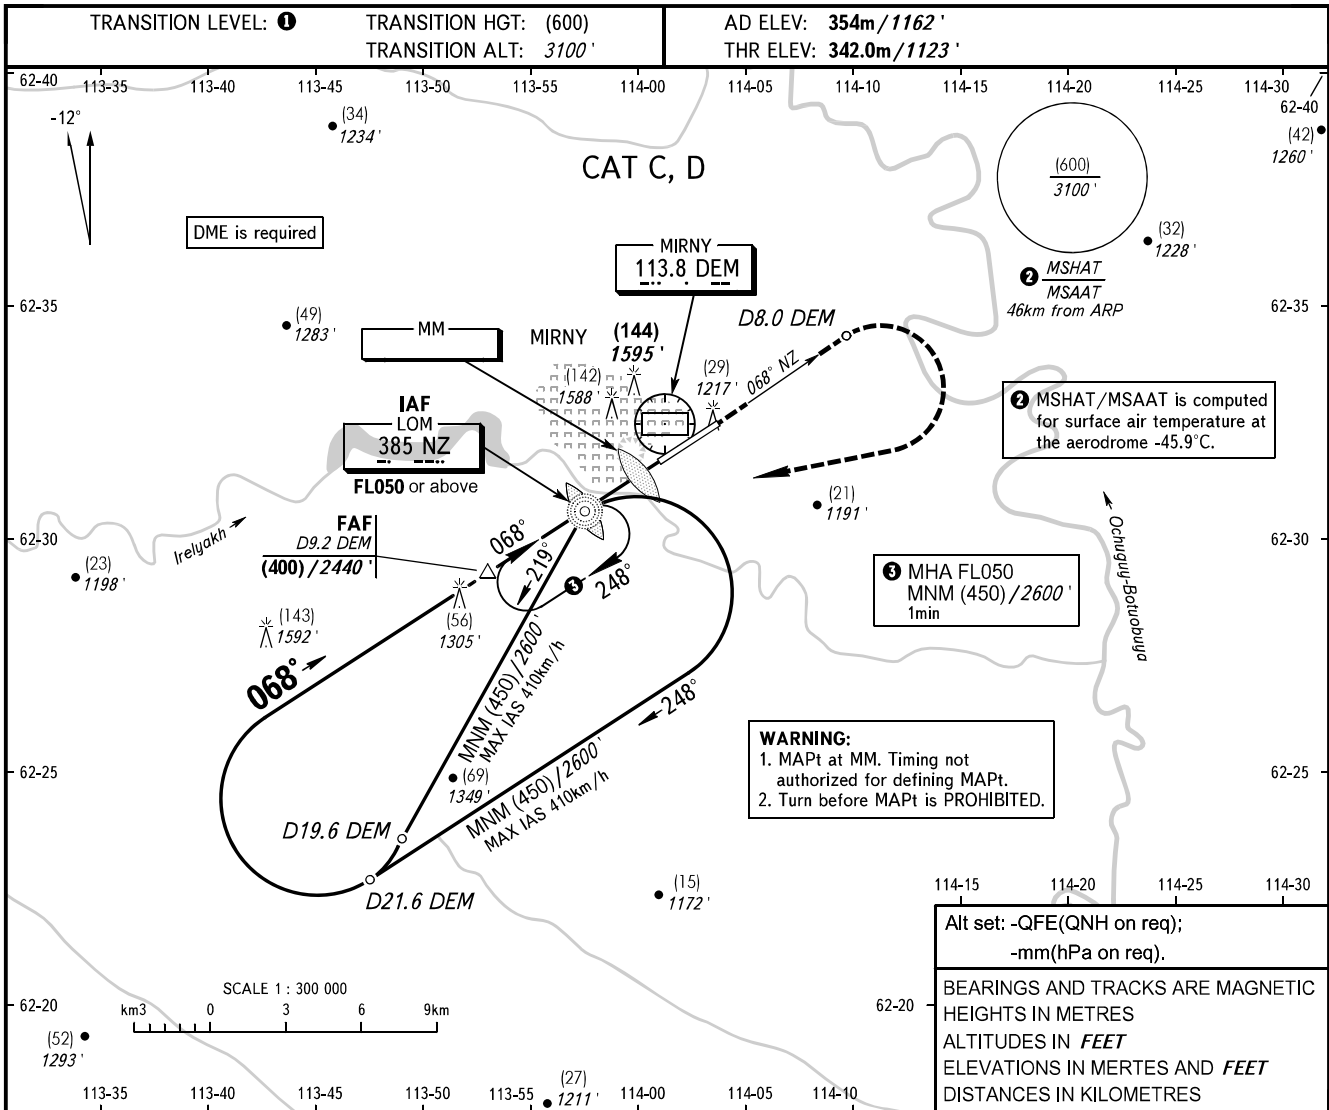 TRANSITION LEVEL: ❶
TRANSITION HGT: (600)
TRANSITION ALT: 3100 '
AD ELEV: 354m/1162 '
THR ELEV: 342.0m/1123 '
62-40
113-35 113-40 113-45 113-50 113-55 114-00 114-05 114-10 114-15 114-20 114-25 114-30
62-40
-12°
(34)
1234 '
(42)
1260 '
CAT C, D
(600)
3100 '
DME is required
(32)
1228 '
MIRNY
113.8 DEM
❷ MSHAT
MSAAT
46km from ARP
62-35
62-35
(49)
1283 '
D8.0 DEM
MM
MIRNY
(144)
1595 '
(142)
1588 '
(29)
1217 '
068° NZ
❷ MSHAT/MSAAT is computed
for surface air temperature at
the aerodrome -45.9°C.
IAF
LOM
385 NZ
FL050 or above
(21)
1191 '
Irelyakh
Ochuguy-Botuobuya
FAF
D9.2 DEM
(400)/2440 '
62-30
62-30
068°
219°
❸
248°
(23)
1198 '
❸ MHA FL050
MNM (450)/2600 '
1min
(143)
1592 '
(56)
1305 '
068°
MNM (450)/2600 '
MAX IAS 410km/h
248°
WARNING:
1. MAPt at MM. Timing not
authorized for defining MAPt.
2. Turn before MAPt is PROHIBITED.
62-25
62-25
(69)
1349 '
MNM (450)/2600 '
MAX IAS 410km/h
D19.6 DEM
D21.6 DEM
(15)
1172 '
114-15 114-20 114-25 114-30
Alt set: -QFE(QNH on req);
-mm(hPa on req).
SCALE 1 : 300 000
km3 0 3 6 9km
62-20
62-20
BEARINGS AND TRACKS ARE MAGNETIC
HEIGHTS IN METRES
ALTITUDES IN FEET
ELEVATIONS IN MERTES AND FEET
DISTANCES IN KILOMETRES
(52)
1293 '
(27)
1211 '
113-35 113-40 113-45 113-50 113-55 114-00 114-05 114-10